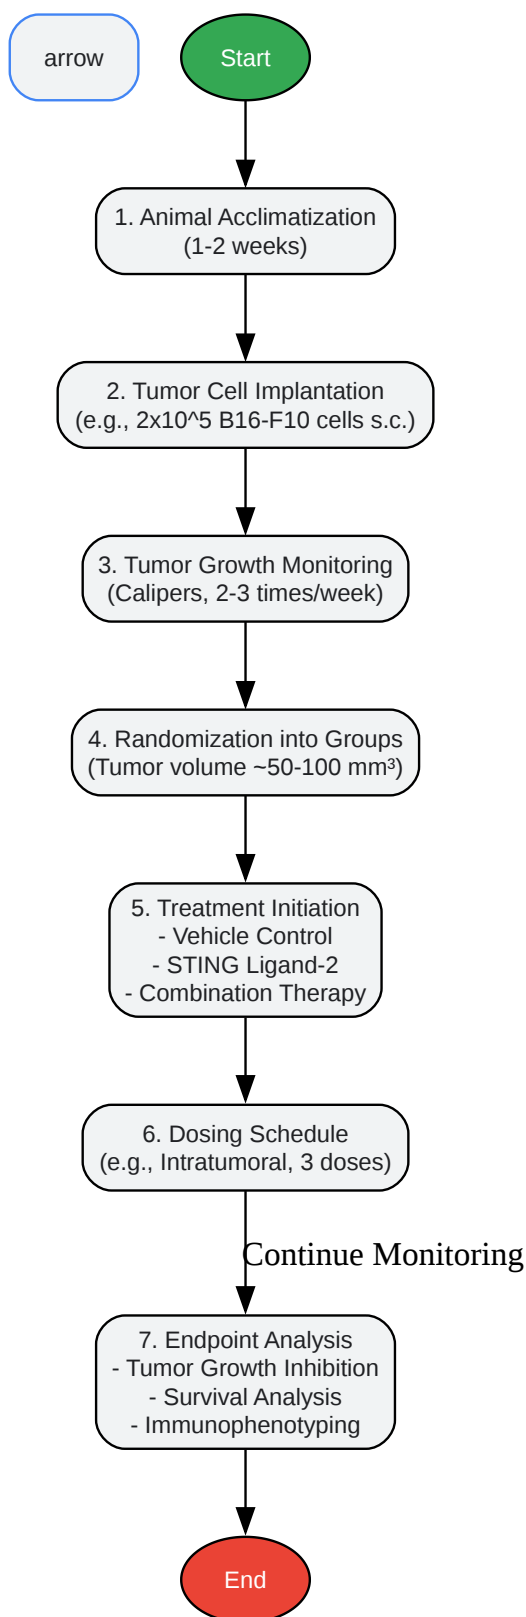 arrow
Start
1. Animal Acclimatization
(1-2 weeks)
2. Tumor Cell Implantation
(e.g., 2x10^5 B16-F10 cells s.c.)
3. Tumor Growth Monitoring
(Calipers, 2-3 times/week)
4. Randomization into Groups
(Tumor volume ~50-100 mm³)
5. Treatment Initiation
- Vehicle Control
- STING Ligand-2
- Combination Therapy
6. Dosing Schedule
(e.g., Intratumoral, 3 doses)
Continue Monitoring
7. Endpoint Analysis
- Tumor Growth Inhibition
- Survival Analysis
- Immunophenotyping
End